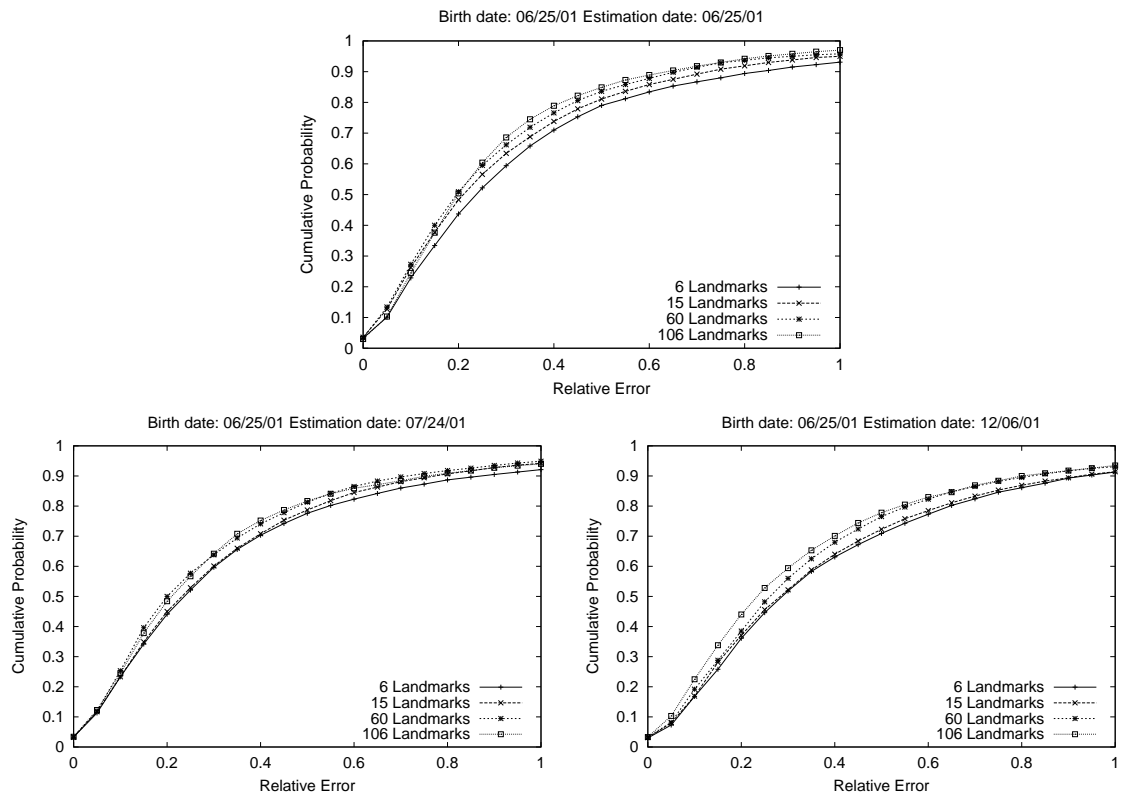 Birth date: 06/25/01 Estimation date: 06/25/01
1
0.9
0.8
0.7
0.6
0.5
0.4
0.3
0.2
0.1
0
Cumulative Probability
6 Landmarks
15 Landmarks
60 Landmarks
106 Landmarks
0 0.2 0.4 0.6 0.8 1
Relative Error
Birth date: 06/25/01 Estimation date: 07/24/01
1
0.9
0.8
0.7
0.6
0.5
0.4
0.3
0.2
0.1
0
Cumulative Probability
6 Landmarks
15 Landmarks
60 Landmarks
106 Landmarks
0 0.2 0.4 0.6 0.8 1
Relative Error
Birth date: 06/25/01 Estimation date: 12/06/01
1
0.9
0.8
0.7
0.6
0.5
0.4
0.3
0.2
0.1
0
Cumulative Probability
6 Landmarks
15 Landmarks
60 Landmarks
106 Landmarks
0 0.2 0.4 0.6 0.8 1
Relative Error